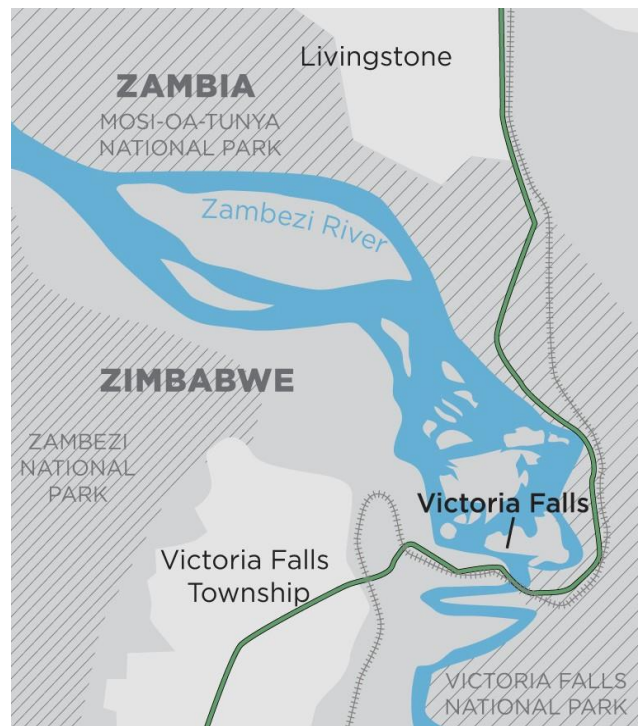 Livingstone
ZAMBIA
MOSI-OA-TUNYA
NATIONAL PARK
Zambezi River
ZIMBABWE
ZAMBEZI
NATIONAL
PARK
Victoria Falls
Victoria Falls
Township
VICTORIA FALLS
NATIONAL PARK